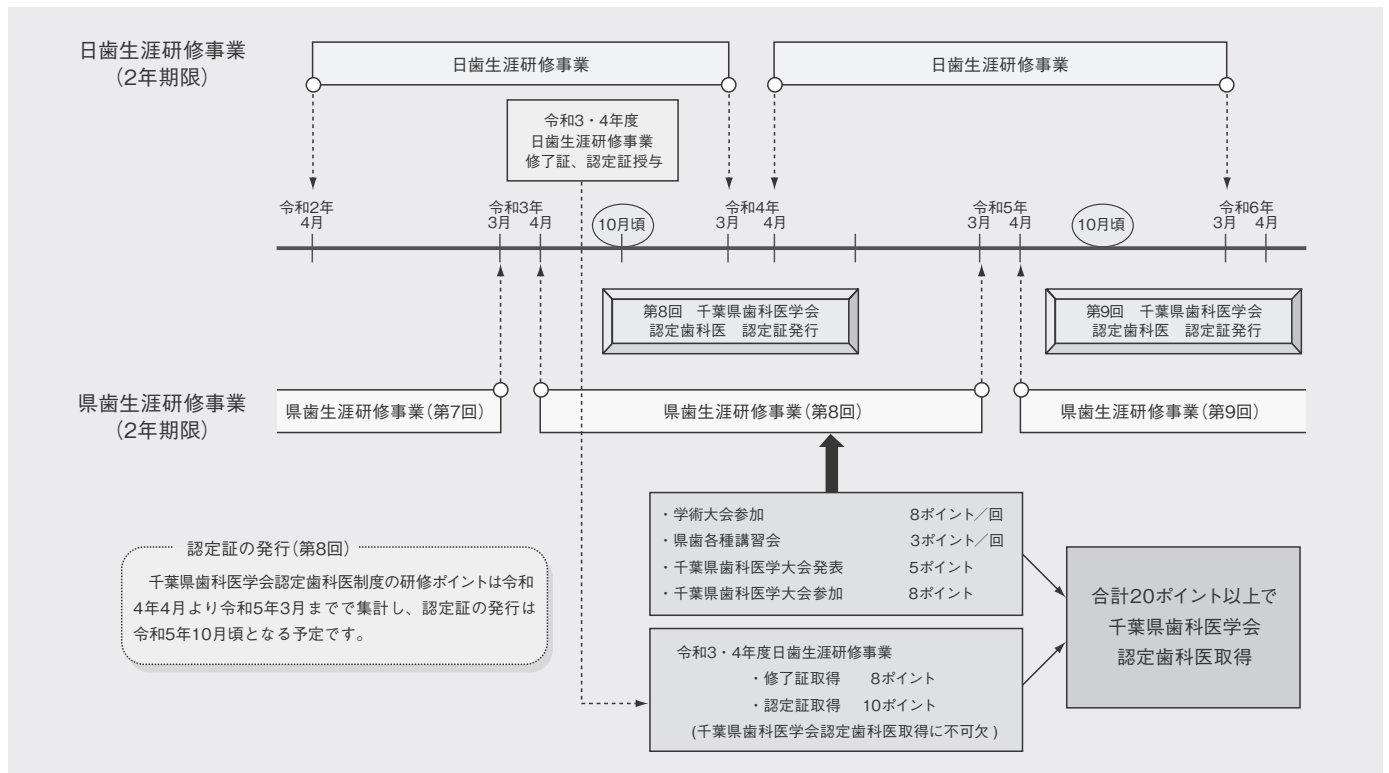 日歯生涯研修事業
（2年期限）
日歯生涯研修事業
日歯生涯研修事業
令和3・4年度
日歯生涯研修事業
修了証、認定証授与
令和2年
4月
令和3年
3月 4月
10月頃
令和4年
3月 4月
令和5年
3月 4月
10月頃
令和6年
3月 4月
第8回　千葉県歯科医学会
認定歯科医　認定証発行
第9回　千葉県歯科医学会
認定歯科医　認定証発行
県歯生涯研修事業
（2年期限）
県歯生涯研修事業（第7回）
県歯生涯研修事業（第8回）
県歯生涯研修事業（第9回）
・学術大会参加　8ポイント／回
・県歯各種講習会　3ポイント／回
・千葉県歯科医学大会発表　5ポイント
・千葉県歯科医学大会参加　8ポイント
認定証の発行（第8回）
千葉県歯科医学会認定歯科医制度の研修ポイントは令和
4年4月より令和5年3月までで集計し、認定証の発行は
令和5年10月頃となる予定です。
令和3・4年度日歯生涯研修事業
・修了証取得　8ポイント
・認定証取得　10ポイント
(千葉県歯科医学会認定歯科医取得に不可欠)
合計20ポイント以上で
千葉県歯科医学会
認定歯科医取得